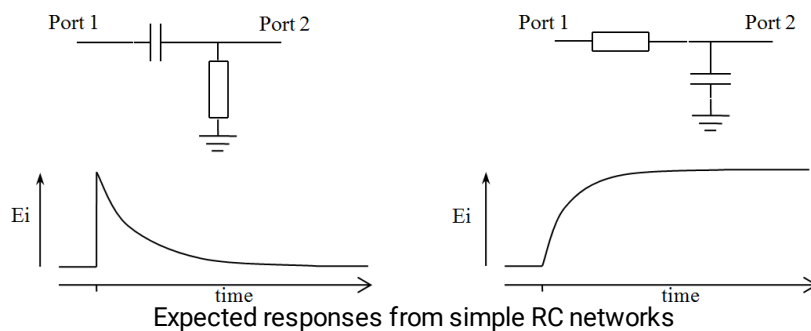 Port 1
Port 2
Port 1
Port 2
Ei
time
Ei
time
Expected responses from simple RC networks